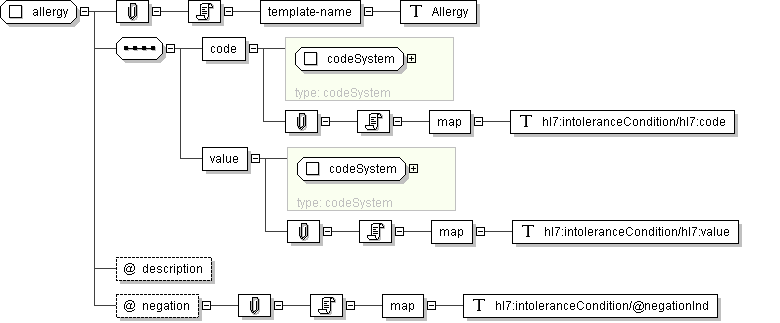 allergy
template-name
T Allergy
code
codeSystem
type: codeSystem
map
T hl7:intoleranceCondition/hl7:code
value
codeSystem
type: codeSystem
map
T hl7:intoleranceCondition/hl7:value
@ description
@ negation
map
T hl7:intoleranceCondition/@negationInd